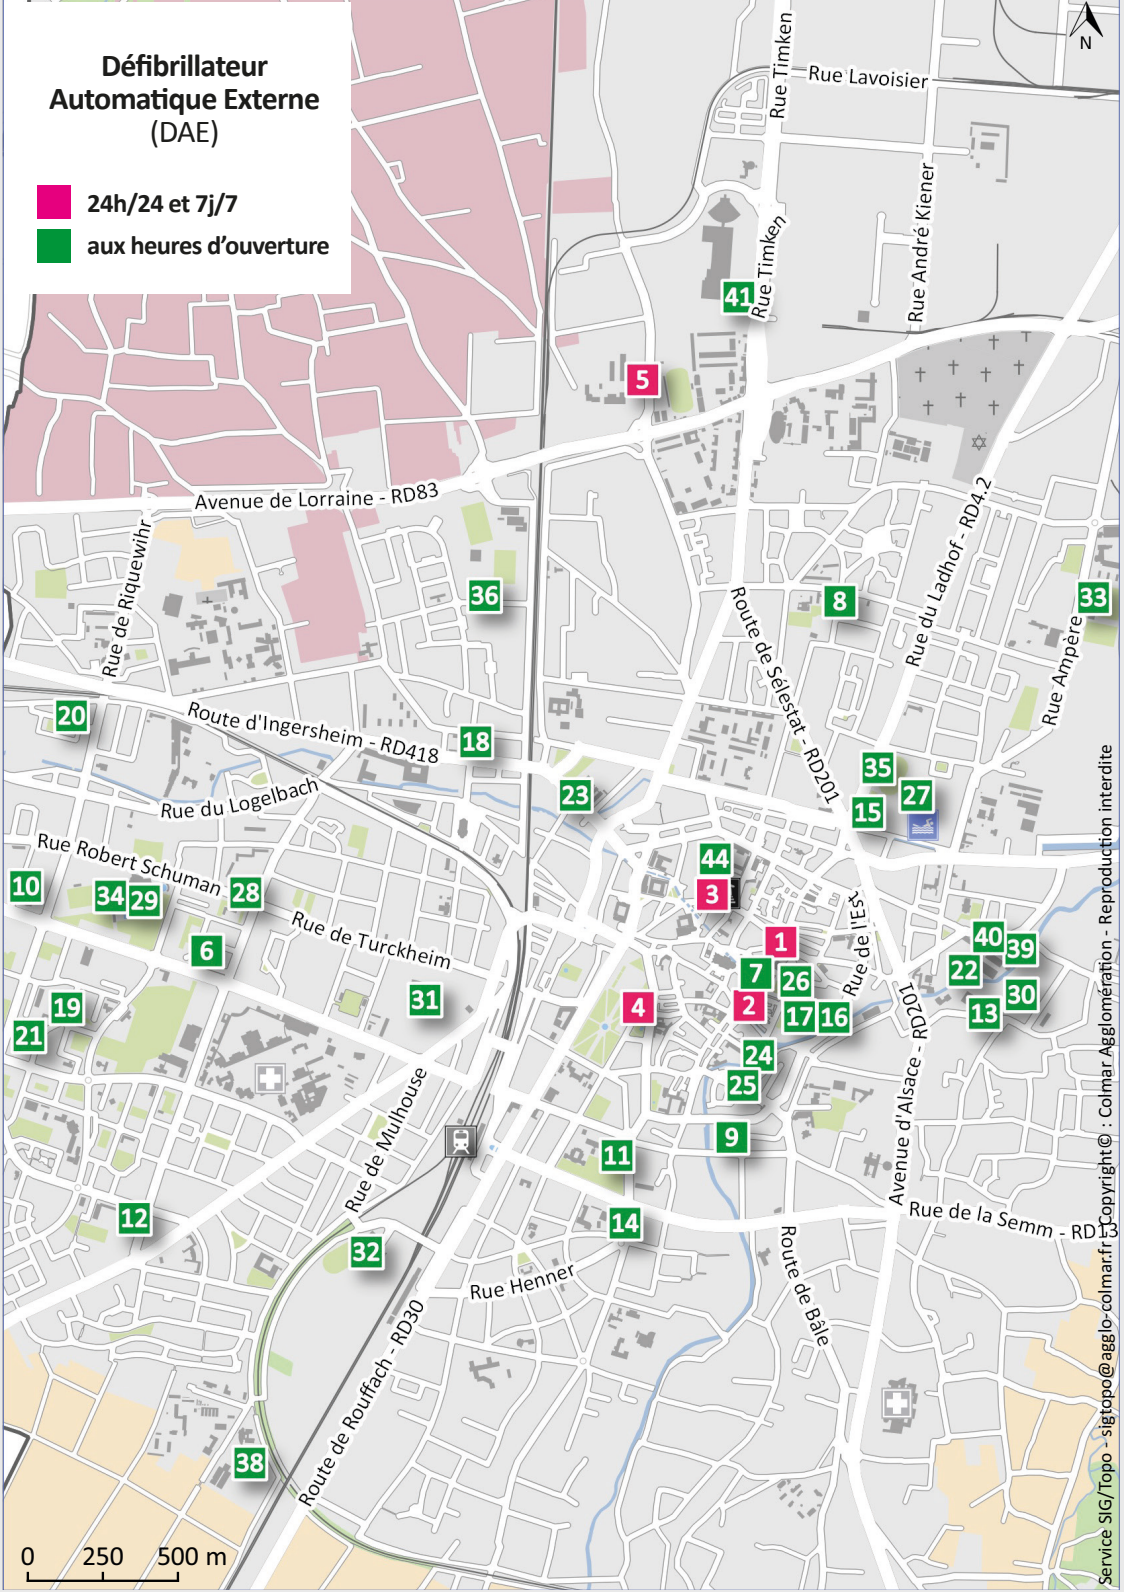 Défibrillateur
Automatique Externe
(DAE)
24h/24 et 7j/7
aux heures d'ouverture
N
Rue Timken
Rue Lavoisier
Rue André Kiener
Rue Timken
41
5
Avenue de Lorraine - RD83
Rue de Riquewihr
36
Rue du Ladhof - RD4.2
8
33
Route de Sélestat - RD201
Rue Ampère
20
Route d'Ingersheim - RD418
18
35
27
23
15
Rue du Logelbach
Rue Robert Schuman
44
10
34
29
28
3
Rue de Turckheim
Rue de l'Est
1
40
39
6
7
26
22
31
30
19
4
2
17
16
13
21
24
25
Avenue d'Alsace - RD201
Rue de Mulhouse
9
11
12
14
Rue de la Semm - RD13
32
Rue Henner
Route de Bâle
Route de Rouffach - RD30
38
0 250 500 m
Service SIG/Topo - sigtopo@agglo-colmar.fr Copyright© : Colmar Agglomération - Reproduction interdite